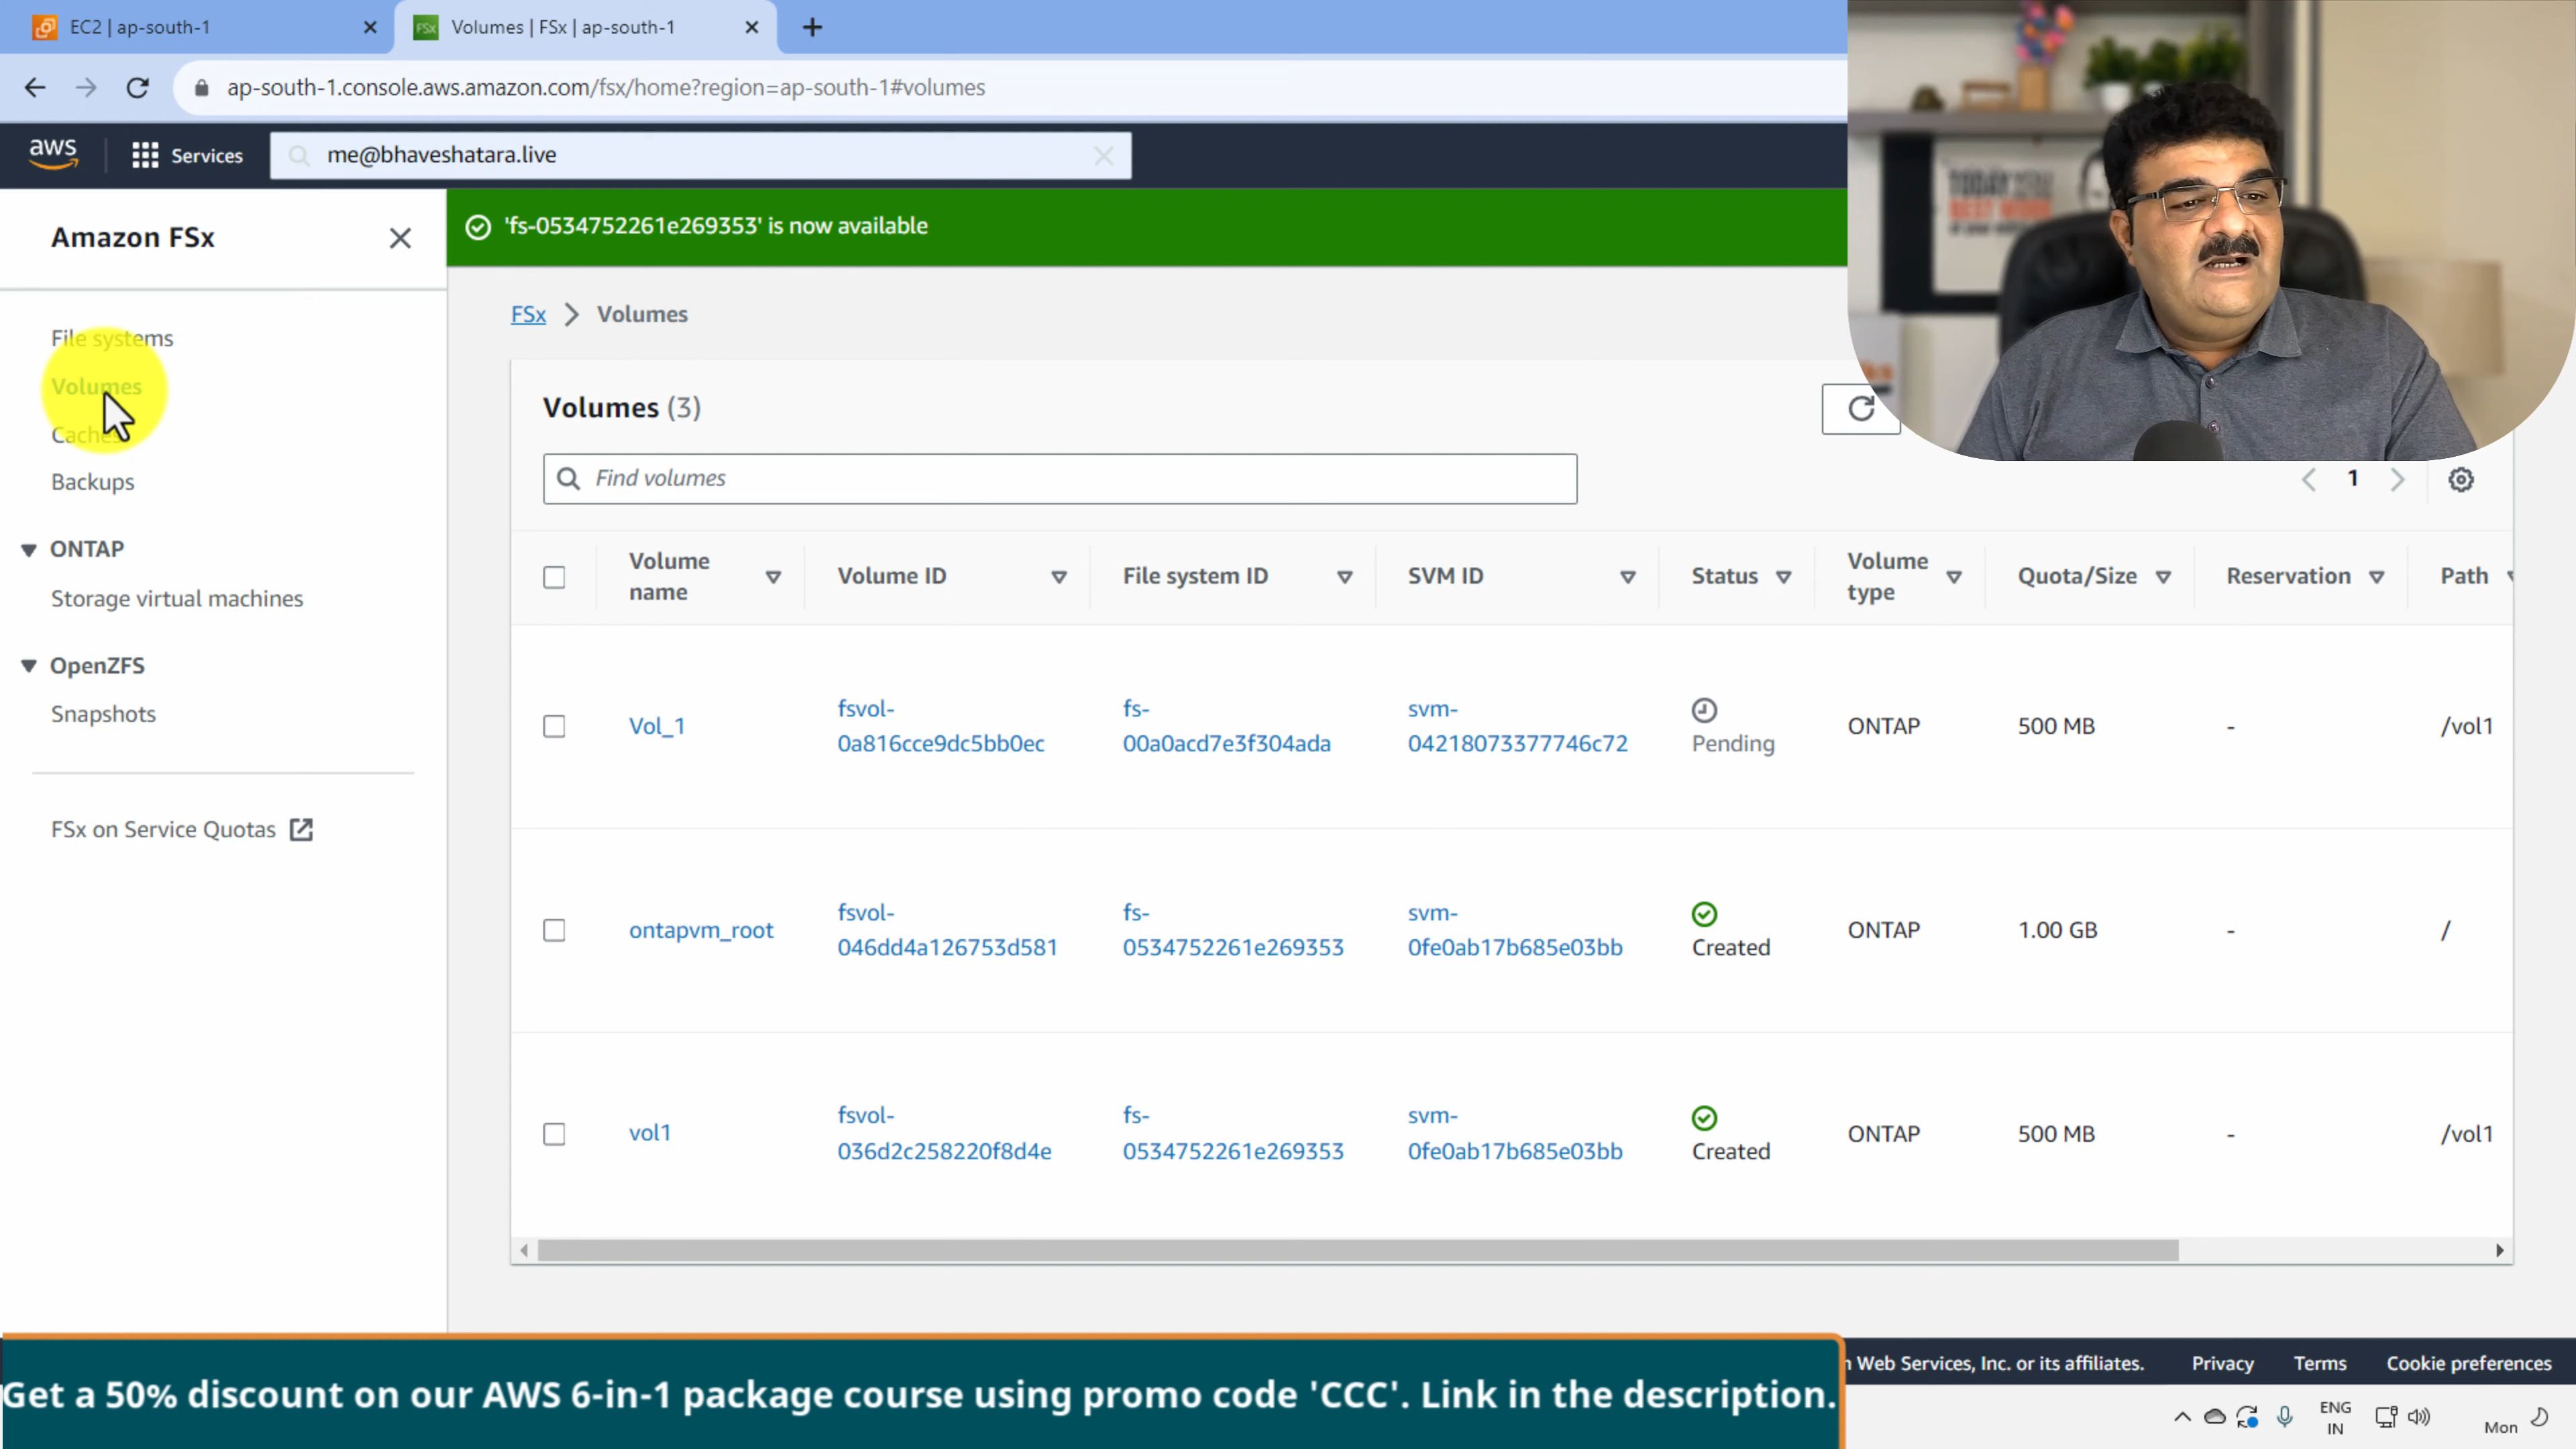 EC2 | ap-south-1
FSx Volumes | FSx | ap-south-1
ap-south-1.console.aws.amazon.com/fsx/home?region=ap-south-1#volumes
aws Services me@bhaveshatara.live
Amazon FSx
File systems
Volumes
Caches
Backups
ONTAP
Storage virtual machines
OpenZFS
Snapshots
FSx on Service Quotas
'fs-0534752261e269353' is now available
FSx > Volumes
Volumes (3)
Find volumes
1
Volume name Volume ID File system ID SVM ID Status Volume type Quota/Size Reservation Path
Vol_1 fsvol-0a816cce9dc5bb0ec fs-00a0acd7e3f304ada svm-04218073377746c72 Pending ONTAP 500 MB - /vol1
ontapvm_root fsvol-046dd4a126753d581 fs-0534752261e269353 svm-0fe0ab17b685e03bb Created ONTAP 1.00 GB - /
vol1 fsvol-036d2c258220f8d4e fs-0534752261e269353 svm-0fe0ab17b685e03bb Created ONTAP 500 MB - /vol1
Web Services, Inc. or its affiliates. Privacy Terms Cookie preferences
Get a 50% discount on our AWS 6-in-1 package course using promo code 'CCC'. Link in the description.
ENG
IN
Mon